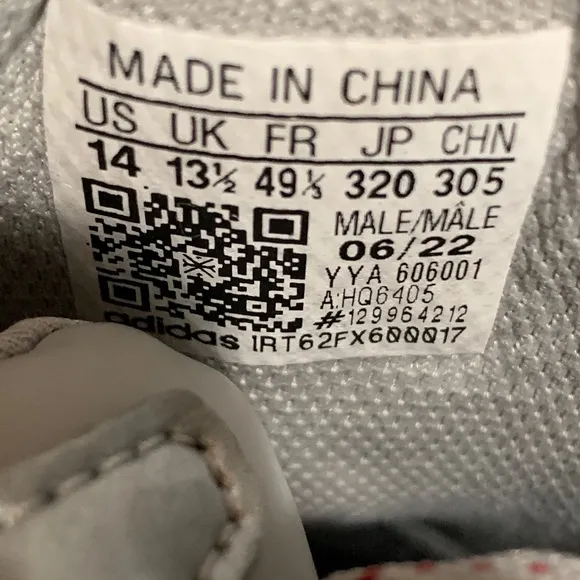 MADE IN CHINA
US UK FR JP CHN
14 13½ 49⅓ 320 305
MALE/MÂLE
06/22
YYA 606001
A:HQ6405
#129964212
adidas 1RT62FX600017